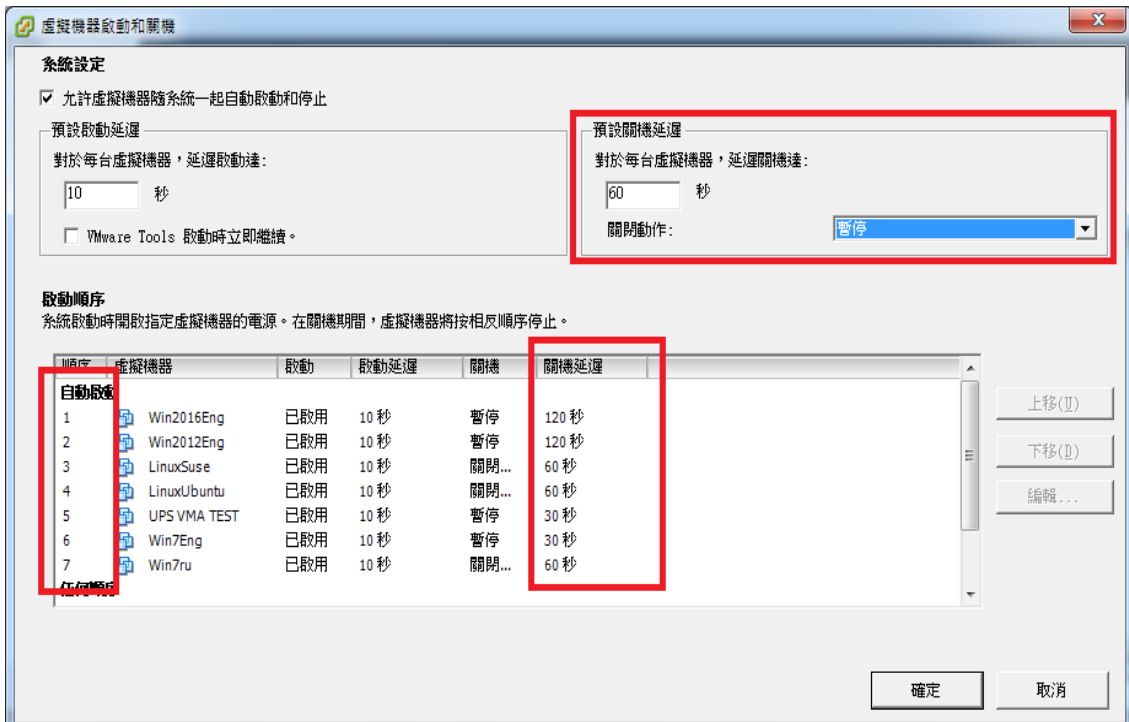 虛擬機器啟動和關機
系統設定
允許虛擬機器隨系統一起自動啟動和停止
預設啟動延遲
對於每台虛擬機器，延遲啟動達:
10 秒
VMware Tools 啟動時立即繼續。
預設關機延遲
對於每台虛擬機器，延遲關機達:
60 秒
關閉動作: 暫停
啟動順序
系統啟動時開啟指定虛擬機器的電源。在關機期間，虛擬機器將按相反順序停止。
順序 虛擬機器 啟動 啟動延遲 關機 關機延遲
自動啟動
1 Win2016Eng 已啟用 10 秒 暫停 120 秒
2 Win2012Eng 已啟用 10 秒 暫停 120 秒
3 LinuxSuse 已啟用 10 秒 關閉... 60 秒
4 LinuxUbuntu 已啟用 10 秒 關閉... 60 秒
5 UPS VMA TEST 已啟用 10 秒 暫停 30 秒
6 Win7Eng 已啟用 10 秒 暫停 30 秒
7 Win7ru 已啟用 10 秒 關閉... 60 秒
任何順序
上移(U)
下移(D)
編輯...
確定 取消